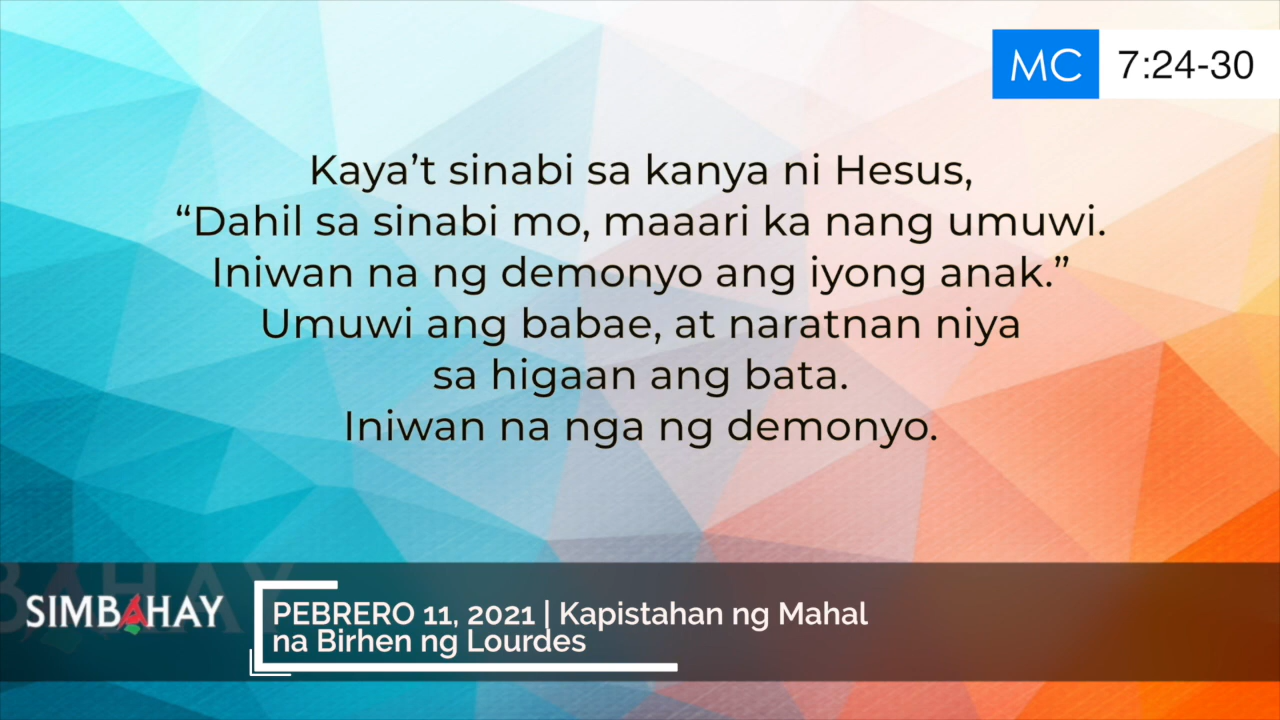 MC 7:24-30
Kaya’t sinabi sa kanya ni Hesus,
“Dahil sa sinabi mo, maaari ka nang umuwi.
Iniwan na ng demonyo ang iyong anak.”
Umuwi ang babae, at naratnan niya
sa higaan ang bata.
Iniwan na nga ng demonyo.
SIMBAHAY
PEBRERO 11, 2021 | Kapistahan ng Mahal
na Birhen ng Lourdes